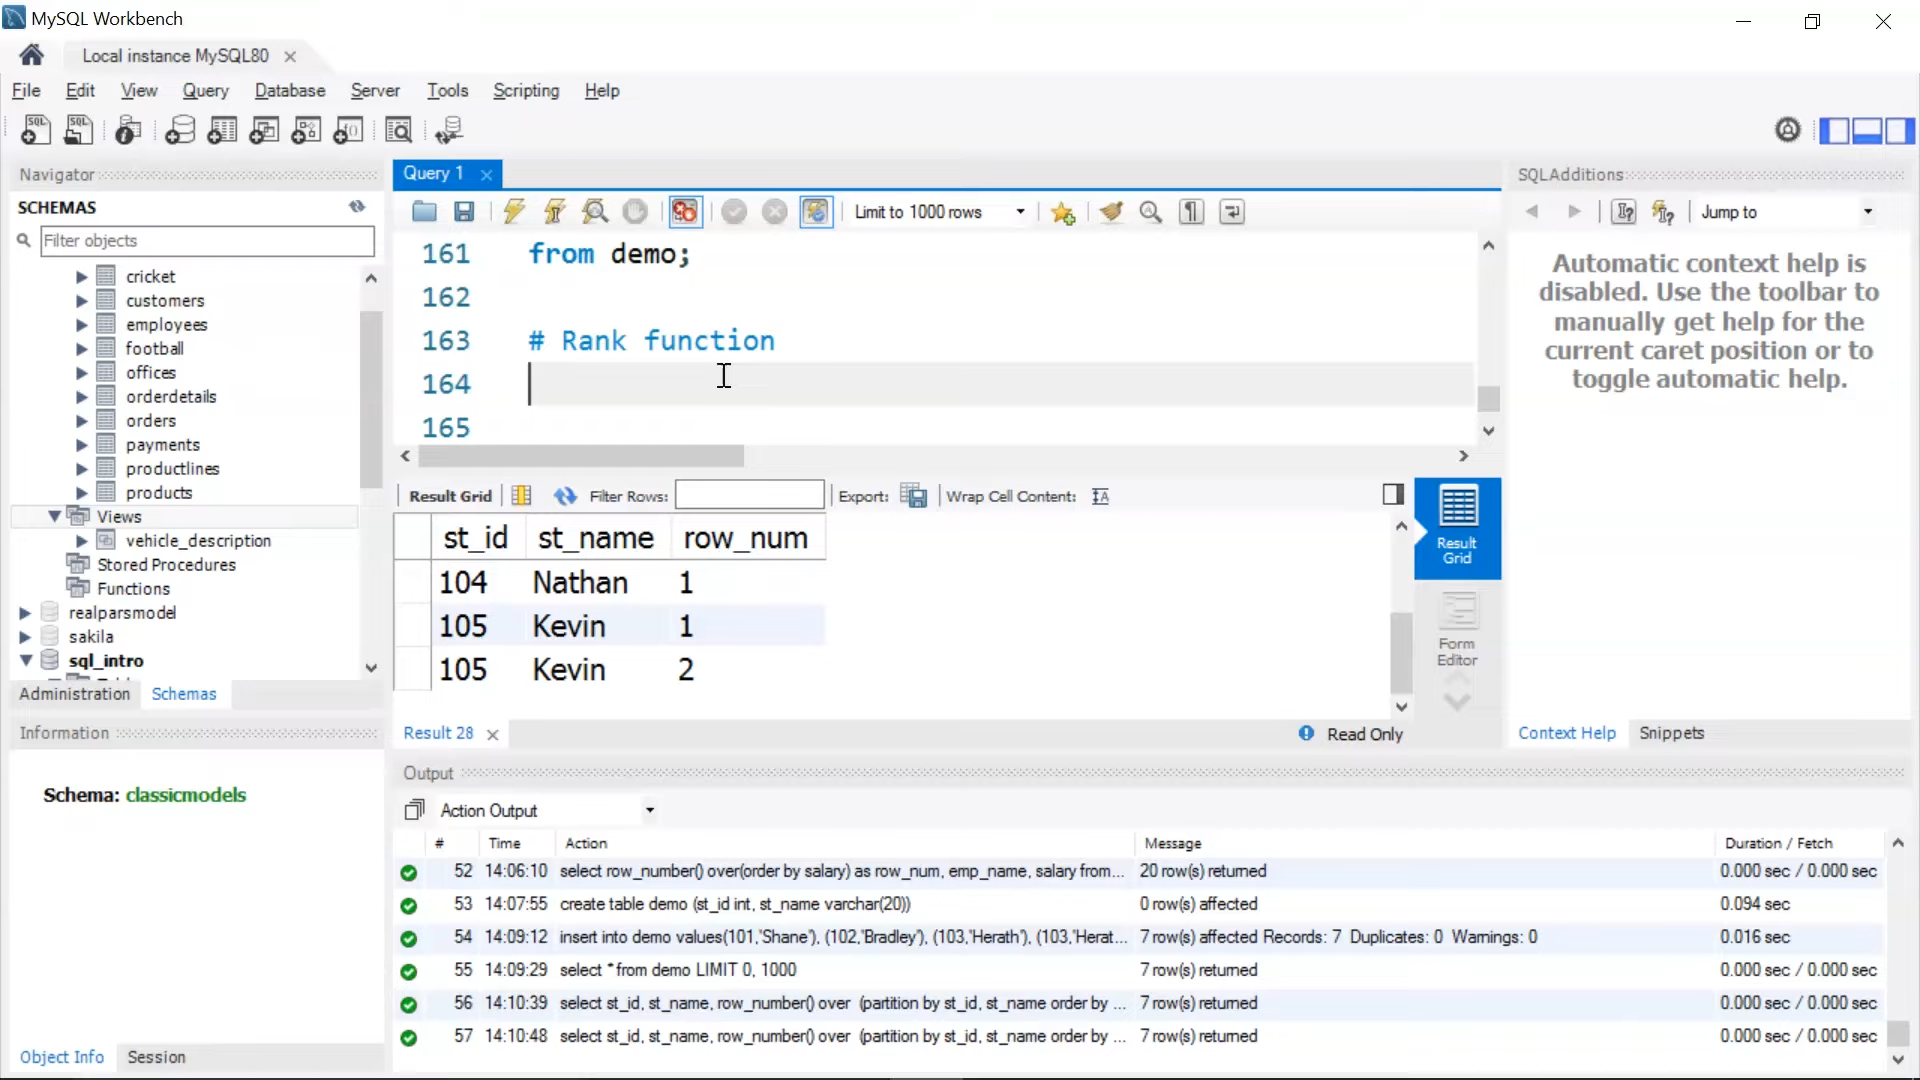 MySQL Workbench
Local instance MySQL80
File Edit View Query Database Server Tools Scripting Help
Navigator
SCHEMAS
Filter objects
cricket
customers
employees
football
offices
orderdetails
orders
payments
productlines
products
Views
vehicle_description
Stored Procedures
Functions
realparsmodel
sakila
sql_intro
Administration Schemas
Information
Schema: classicmodels
Object Info Session
Query 1
Limit to 1000 rows
161 from demo;
162
163 # Rank function
164
165
Result Grid Filter Rows: Export: Wrap Cell Content:
st_id st_name row_num
104 Nathan 1
105 Kevin 1
105 Kevin 2
Result Grid
Form Editor
Result 28
Read Only
SQLAdditions
Jump to
Automatic context help is
disabled. Use the toolbar to
manually get help for the
current caret position or to
toggle automatic help.
Context Help Snippets
Output
Action Output
# Time Action Message Duration / Fetch
52 14:06:10 select row_number() over(order by salary) as row_num, emp_name, salary from... 20 row(s) returned 0.000 sec / 0.000 sec
53 14:07:55 create table demo (st_id int, st_name varchar(20)) 0 row(s) affected 0.094 sec
54 14:09:12 insert into demo values(101,'Shane'), (102,'Bradley'), (103,'Herath'), (103,'Herat... 7 row(s) affected Records: 7 Duplicates: 0 Warnings: 0 0.016 sec
55 14:09:29 select * from demo LIMIT 0, 1000 7 row(s) returned 0.000 sec / 0.000 sec
56 14:10:39 select st_id, st_name, row_number() over (partition by st_id, st_name order by ... 7 row(s) returned 0.000 sec / 0.000 sec
57 14:10:48 select st_id, st_name, row_number() over (partition by st_id, st_name order by ... 7 row(s) returned 0.000 sec / 0.000 sec